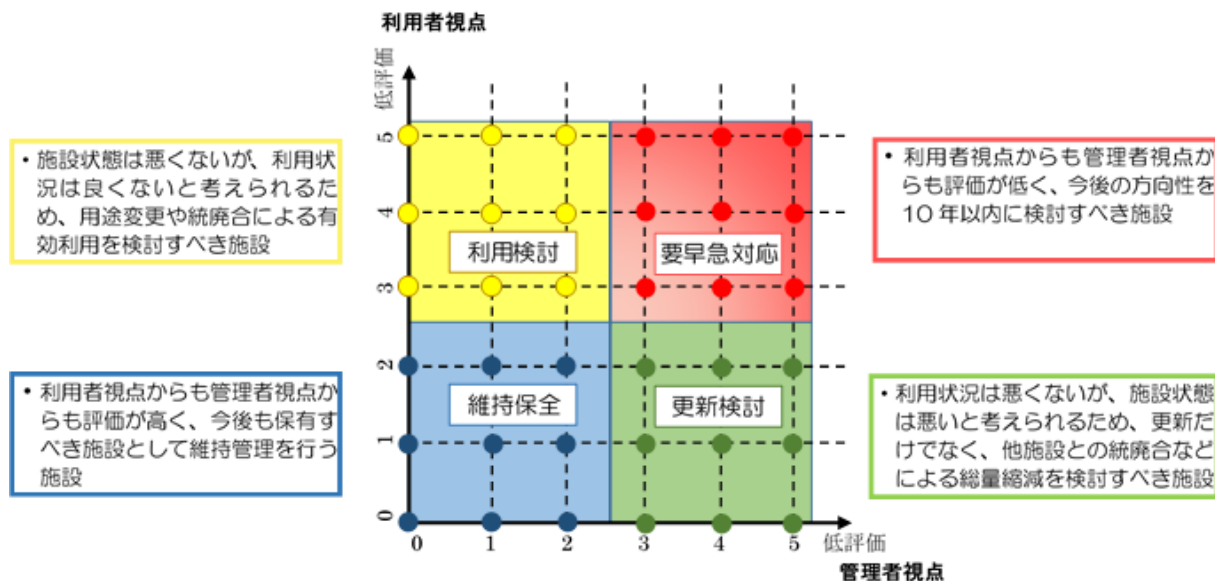 利用者視点
低評価
5
4
3
2
1
0
0 1 2 3 4 5 低評価
管理者視点
利用検討
要早急対応
維持保全
更新検討
・施設状態は悪くないが、利用状
況は良くないと考えられるた
め、用途変更や統廃合による有
効利用を検討すべき施設
・利用者視点からも管理者視点か
らも評価が低く、今後の方向性を
10年以内に検討すべき施設
・利用者視点からも管理者視点か
らも評価が高く、今後も保有す
べき施設として維持管理を行う
施設
・利用状況は悪くないが、施設状態
は悪いと考えられるため、更新だ
けでなく、他施設との統廃合など
による総量縮減を検討すべき施設